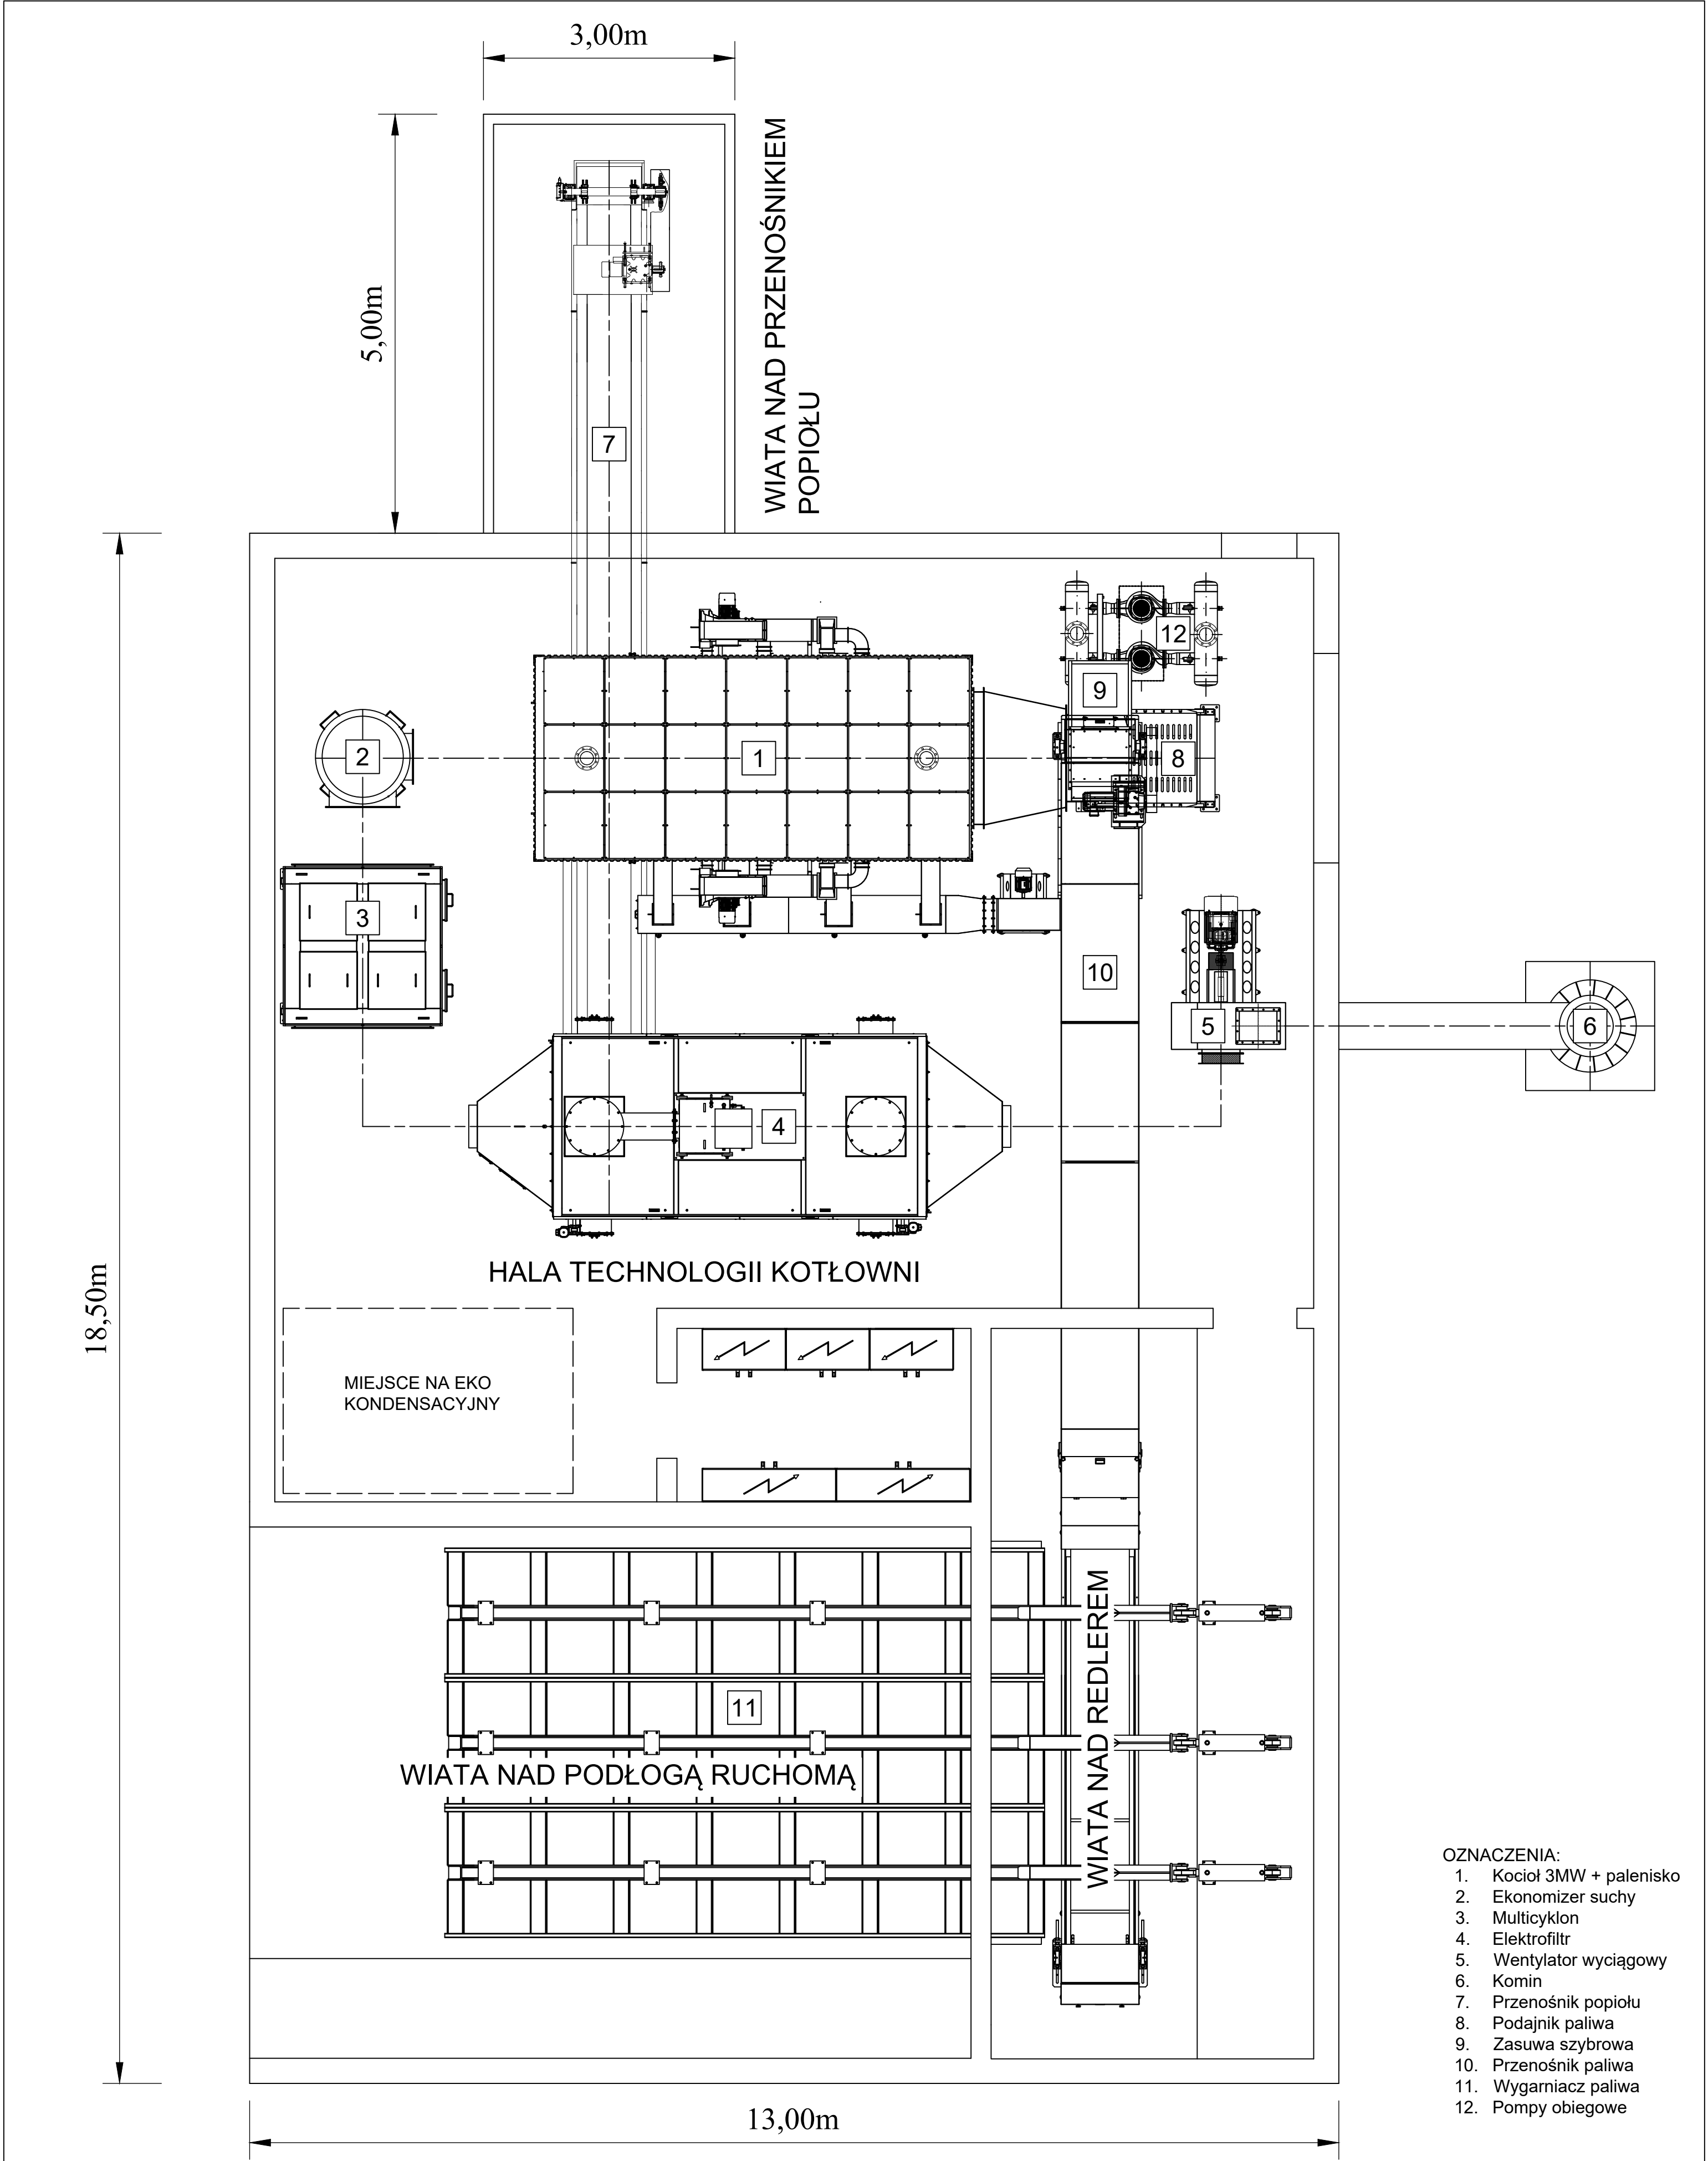 3,00m
5,00m
WIATA NAD PRZENOŚNIKIEM
POPIOŁU
7
12
9
1
2
8
3
10
5
6
4
HALA TECHNOLOGII KOTŁOWNI
18,50m
MIEJSCE NA EKO
KONDENSACYJNY
WIATA NAD REDLEREM
11
WIATA NAD PODŁOGĄ RUCHOMĄ
OZNACZENIA:
1. Kocioł 3MW + palenisko
2. Ekonomizer suchy
3. Multicyklon
4. Elektrofiltr
5. Wentylator wyciągowy
6. Komin
7. Przenośnik popiołu
8. Podajnik paliwa
9. Zasuwa szybrowa
10. Przenośnik paliwa
11. Wygarniacz paliwa
12. Pompy obiegowe
13,00m